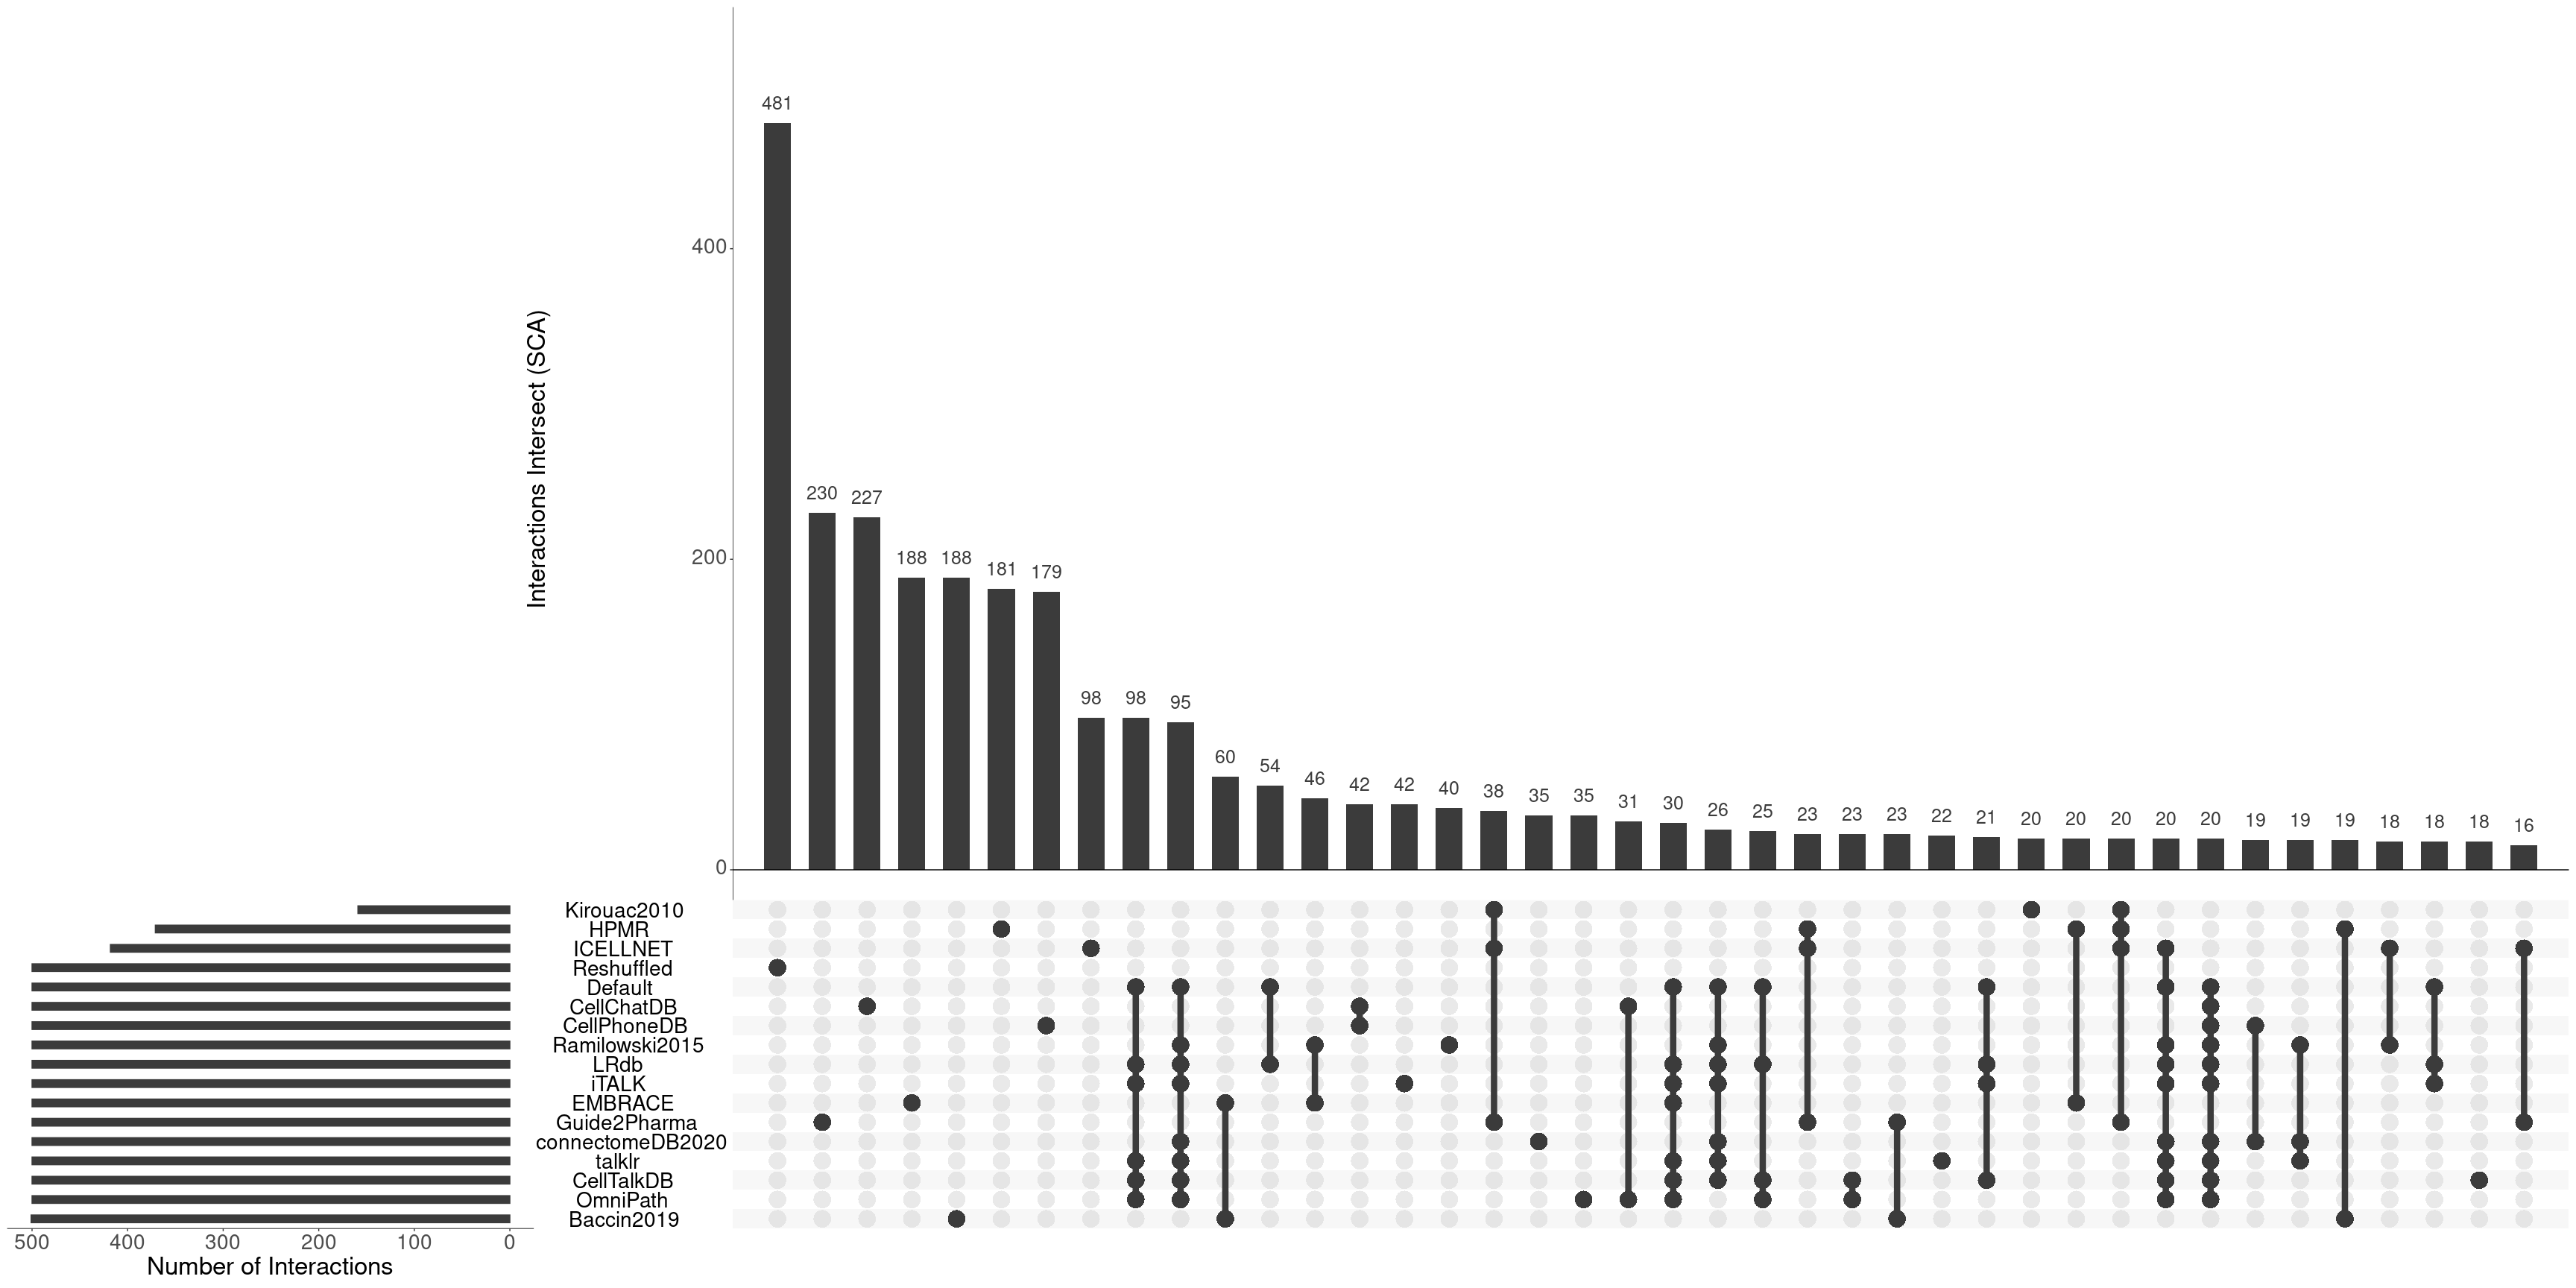 481
230
227
188
188
181
179
98
98
95
60
54
46
42
42
40
38
35
35
31
30
26
25
23
23
23
22
21
20
20
20
20
20
19
19
19
18
18
18
16
400
200
0
Interactions Intersect (SCA)
Kirouac2010
HPMR
ICELLNET
Reshuffled
Default
CellChatDB
CellPhoneDB
Ramilowski2015
LRdb
iTALK
EMBRACE
Guide2Pharma
connectomeDB2020
talklr
CellTalkDB
OmniPath
Baccin2019
500 400 300 200 100 0
Number of Interactions